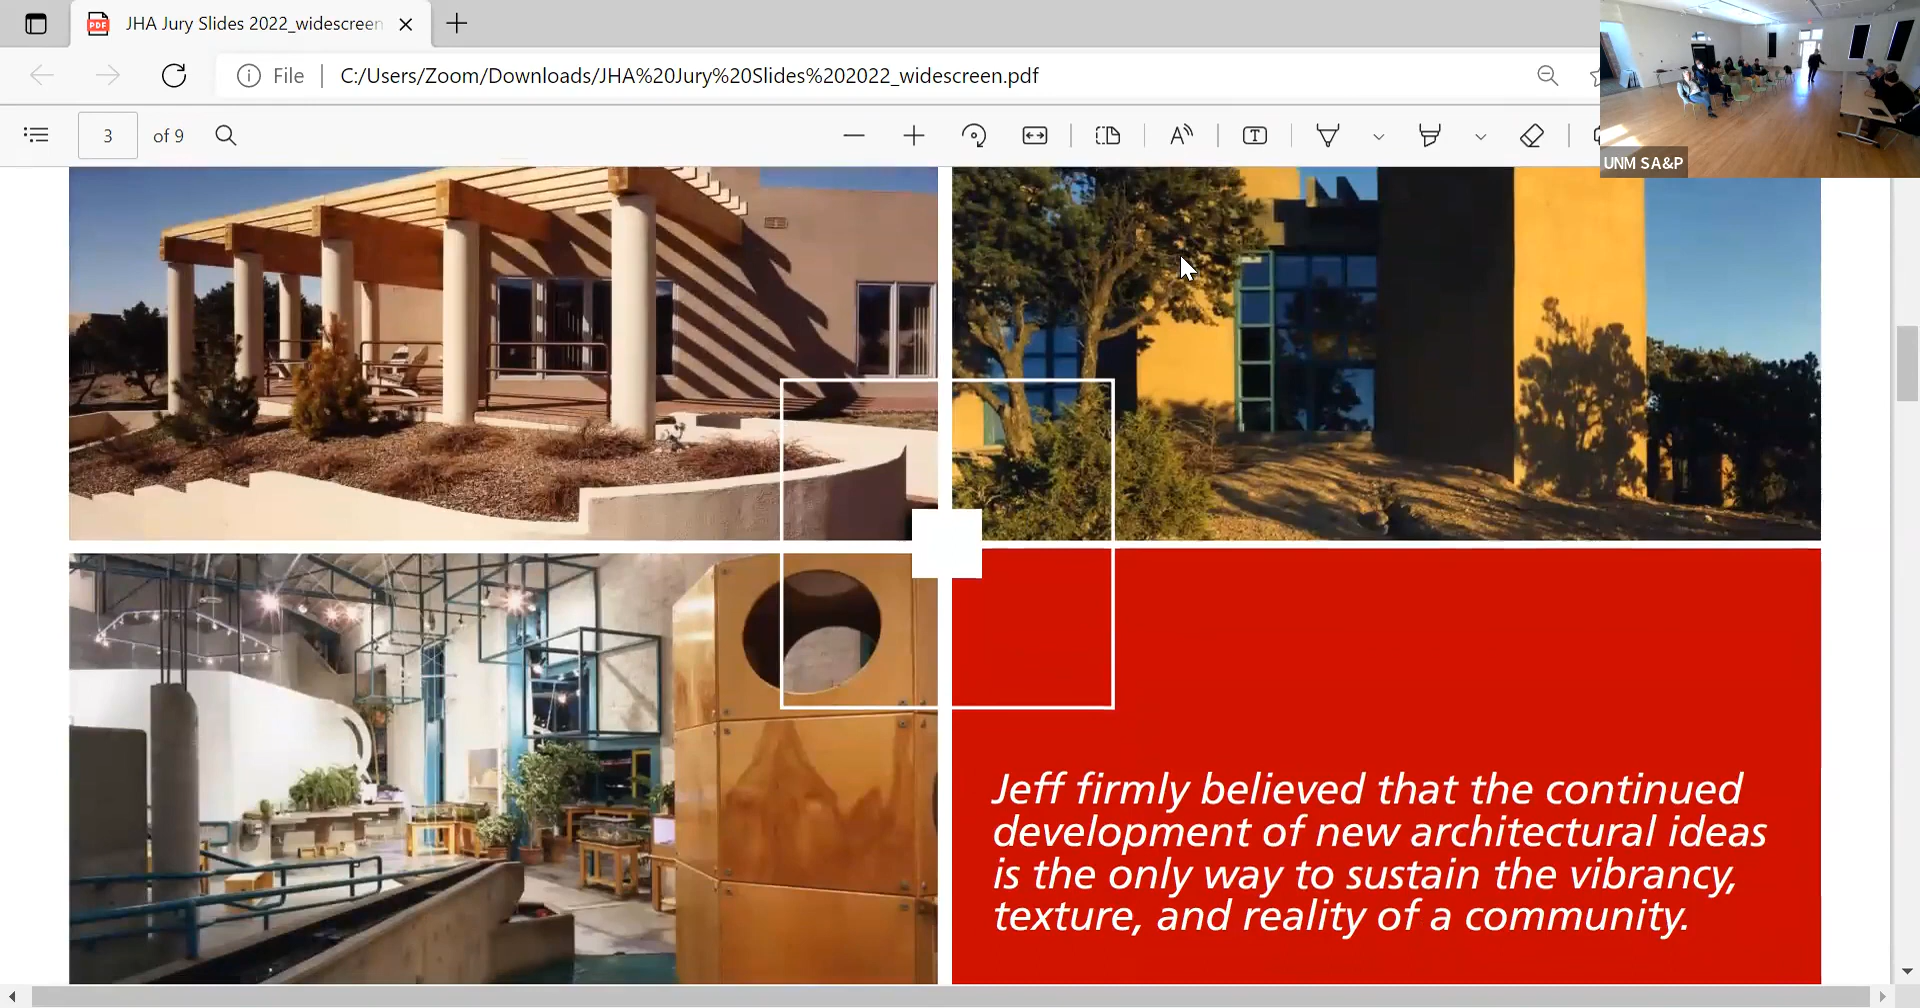 JHA Jury Slides 2022_widescreen
File
C:/Users/Zoom/Downloads/JHA%20Jury%20Slides%202022_widescreen.pdf
3
of 9
UNM SA&P
Jeff firmly believed that the continued
development of new architectural ideas
is the only way to sustain the vibrancy,
texture, and reality of a community.